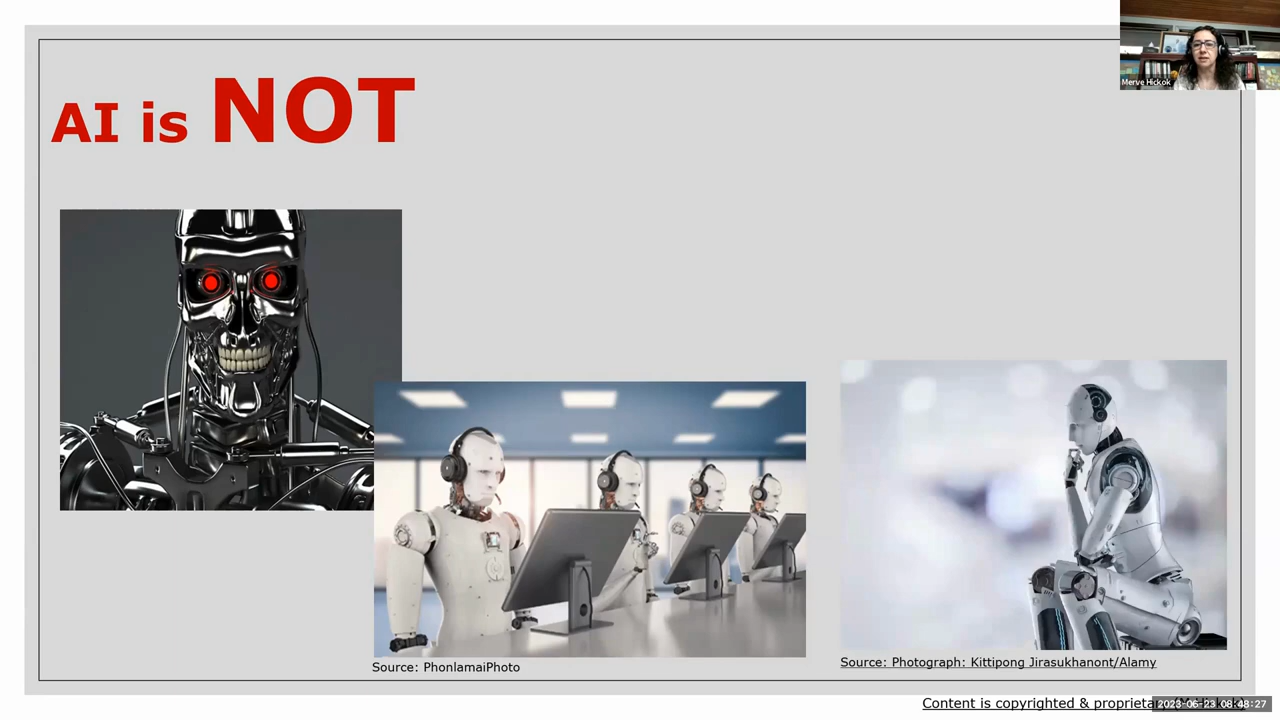 Merve Hickok
AI is NOT
Source: PhonlamaiPhoto
Source: Photograph: Kittipong Jirasukhanont/Alamy
Content is copyrighted &
2023-06-23 08:48:27